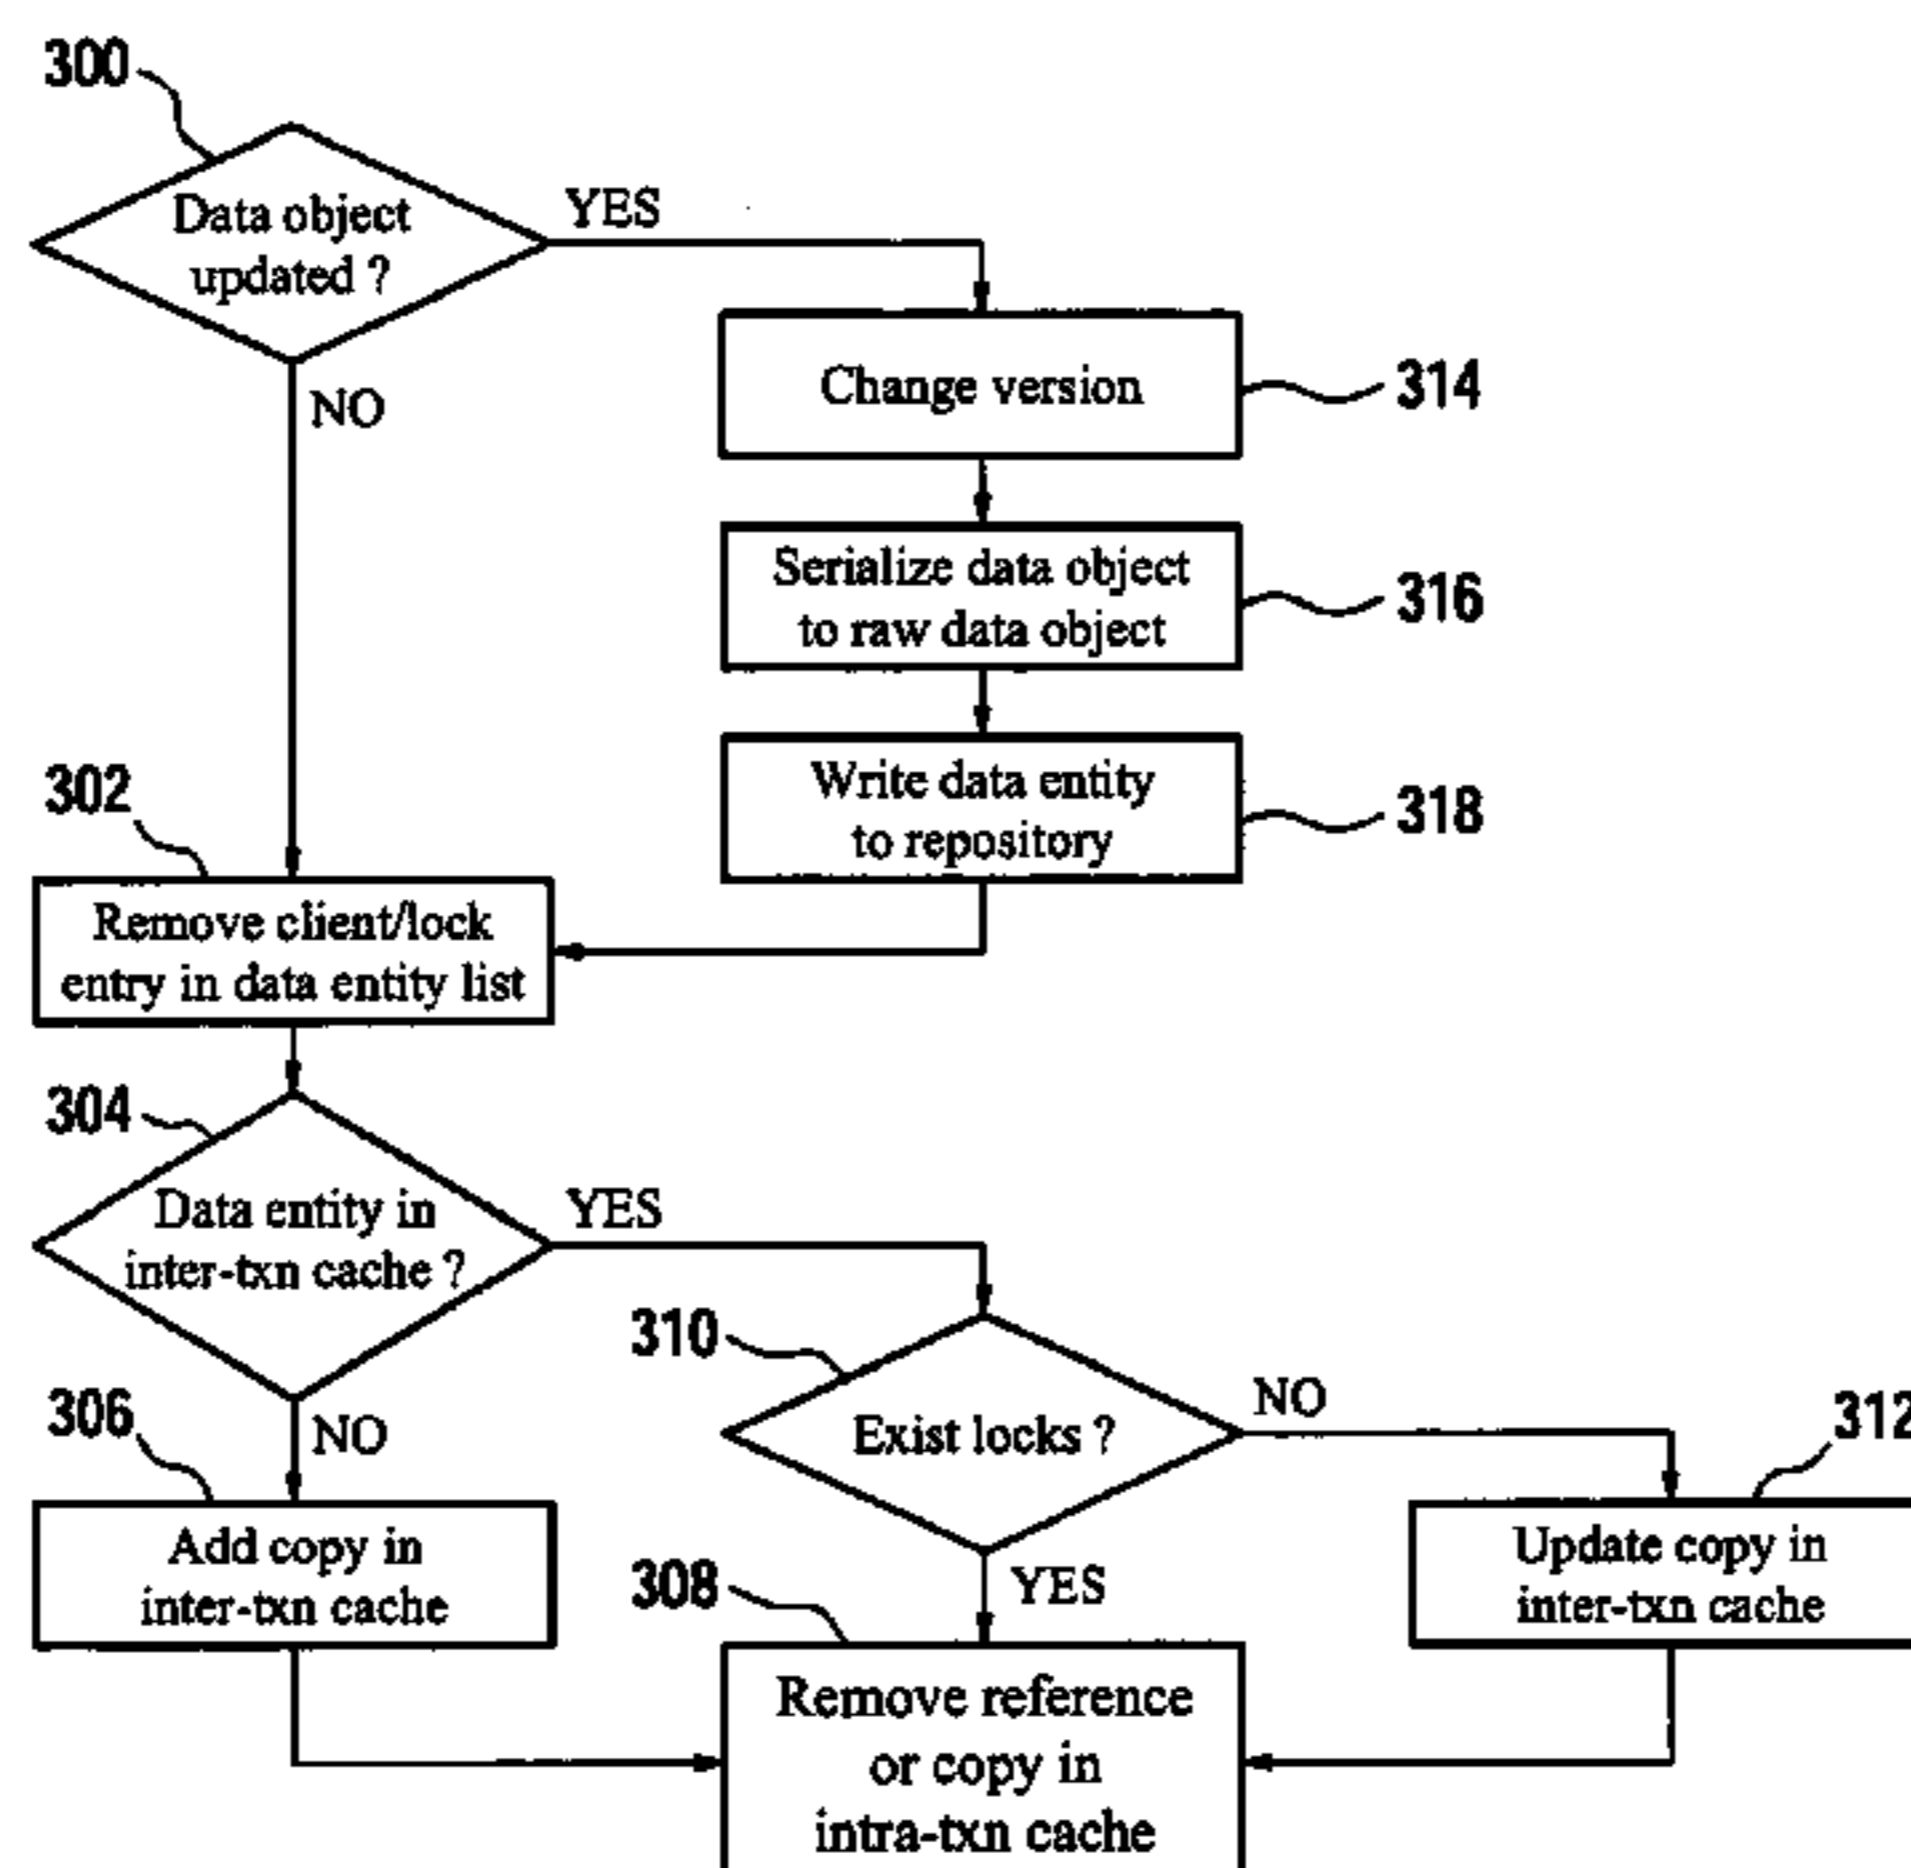 300
Data object
updated ?
YES
NO
Change version
314
Serialize data object
to raw data object
316
Write data entity
to repository
318
302
Remove client/lock
entry in data entity list
304
Data entity in
inter-txn cache ?
YES
NO
310
Exist locks ?
NO
YES
306
Add copy in
inter-txn cache
312
Update copy in
inter-txn cache
308
Remove reference
or copy in
intra-txn cache